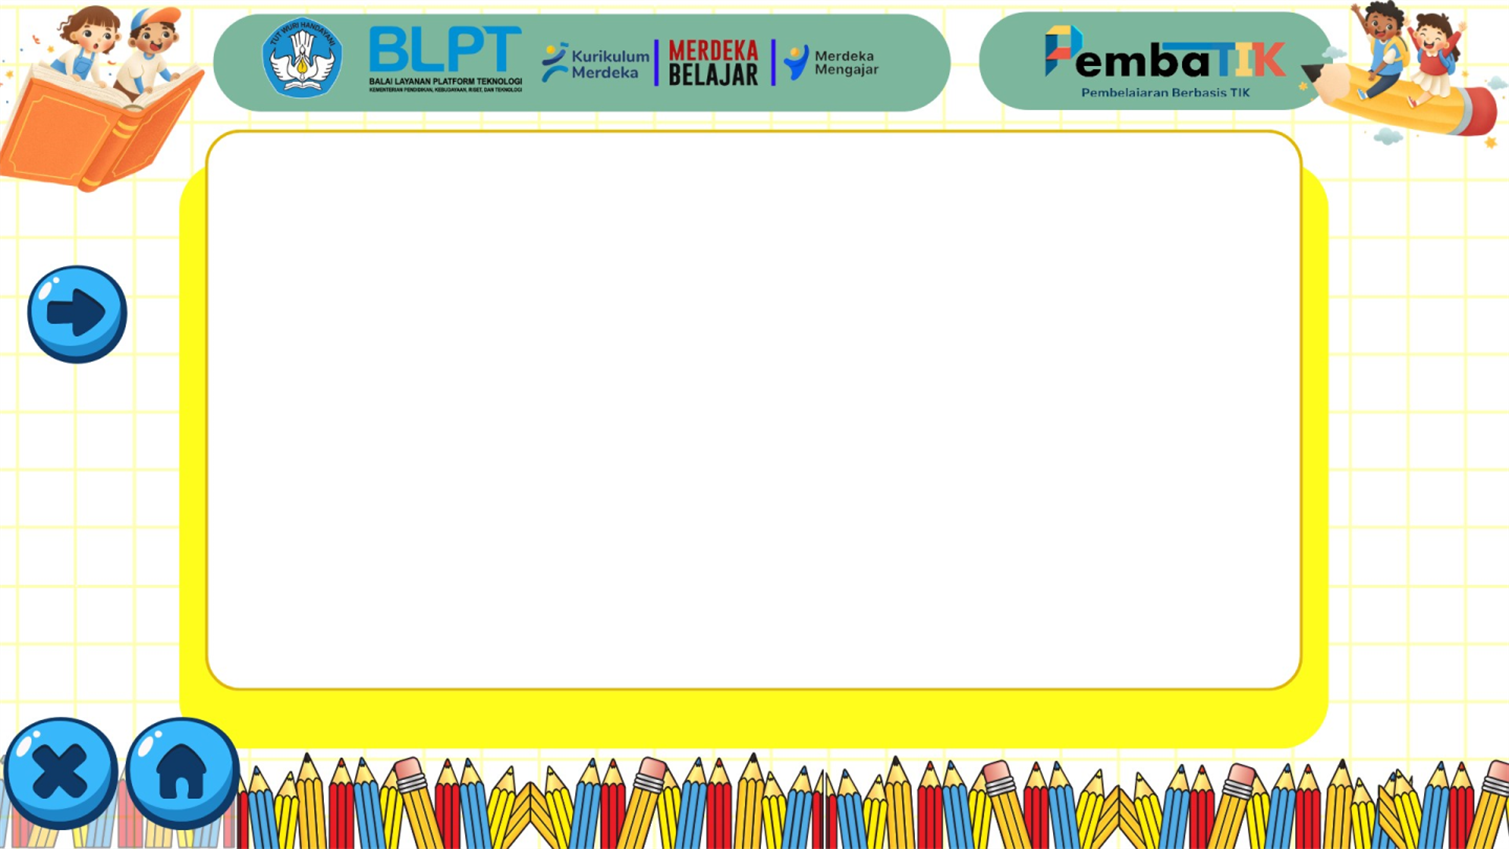 TUT WURI HANDAYANI
BLPT
BALAI LAYANAN PLATFORM TEKNOLOGI
KEMENTERIAN PENDIDIKAN, KEBUDAYAAN, RISET, DAN TEKNOLOGI
Kurikulum
Merdeka
MERDEKA
BELAJAR
Merdeka
Mengajar
PembaTIK
Pembelajaran Berbasis TIK